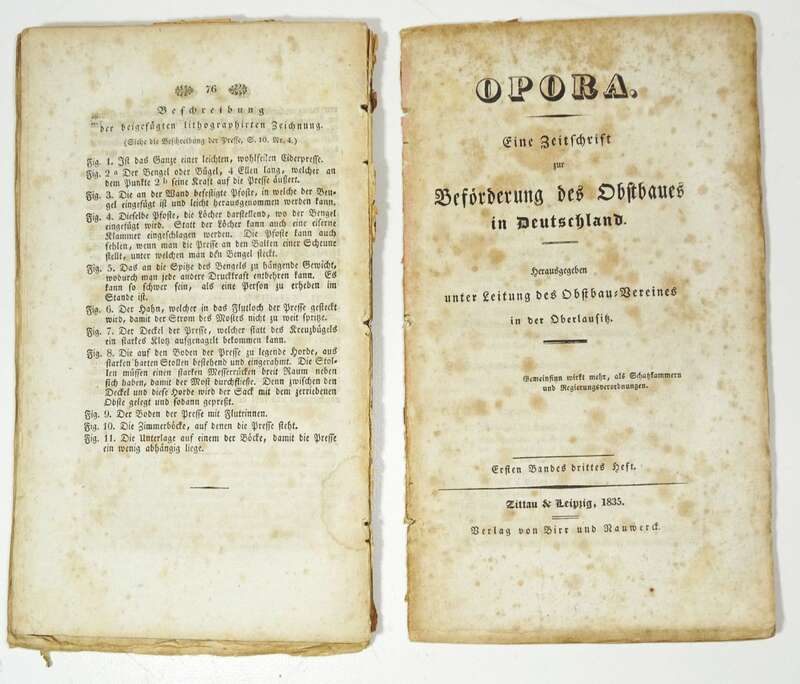 76
Beschreibung
der beigefügten lithographirten Zeichnung.
(Siehe die Beschreibung der Presse, S. 10. Nr. 4.)
Fig. 1. Ist das Ganze einer leichten, wohlfeilen Ciderpresse.
Fig. 2 a Der Bengel oder Bügel, 4 Ellen lang, welcher an
dem Punkte 2 b seine Kraft auf die Presse äußert.
Fig. 3. Die an der Wand befestigte Pfoste, in welche der Ben-
gel eingefügt ist und leicht herausgenommen werden kann.
Fig. 4. Dieselbe Pfoste, die Löcher darstellend, wo der Bengel
eingefügt wird. Statt der Löcher kann auch eine eiserne
Klammer eingeschlagen werden. Die Pfoste kann auch
fehlen, wenn man die Presse an den Balken einer Scheune
stellt, unter welchen man den Bengel steckt.
Fig. 5. Das an die Spitze des Bengels zu hängende Gewicht,
wodurch man jede andere Druckkraft entbehren kann. Es
kann so schwer sein, als eine Person zu erheben im
Stande ist.
Fig. 6. Der Hahn, welcher in das Flutloch der Presse gesteckt
wird, damit der Strom des Mostes nicht zu weit spritze.
Fig. 7. Der Deckel der Presse, welcher statt des Kreuzbügels
ein starkes Klotz aufgenagelt bekommen kann.
Fig. 8. Die auf den Boden der Presse zu legende Horde, aus
starken harten Stollen bestehend und eingerahmt. Die Stol-
len müssen einen starken Messerrücken breit Raum neben
sich haben, damit der Most durchfließe. Denn zwischen den
Deckel und diese Horde wird der Sack mit dem zerriebenen
Obste gelegt und sodann gepreßt.
Fig. 9. Der Boden der Presse mit Flutrinnen.
Fig. 10. Die Zimmerböcke, auf denen die Presse steht.
Fig. 11. Die Unterlage auf einem der Böcke, damit die Presse
ein wenig abhängig liege.
OPORA.
Eine Zeitschrift
zur
Beförderung des Obstbaues
in Deutschland.
Herausgegeben
unter Leitung des Obstbau-Vereines
in der Oberlausitz.
Gemeinsinn wirkt mehr, als Schatzkammern
und Regierungsverordnungen.
Ersten Bandes drittes Heft.
Zittau & Leipzig, 1835.
Verlag von Birr und Nauwerck.